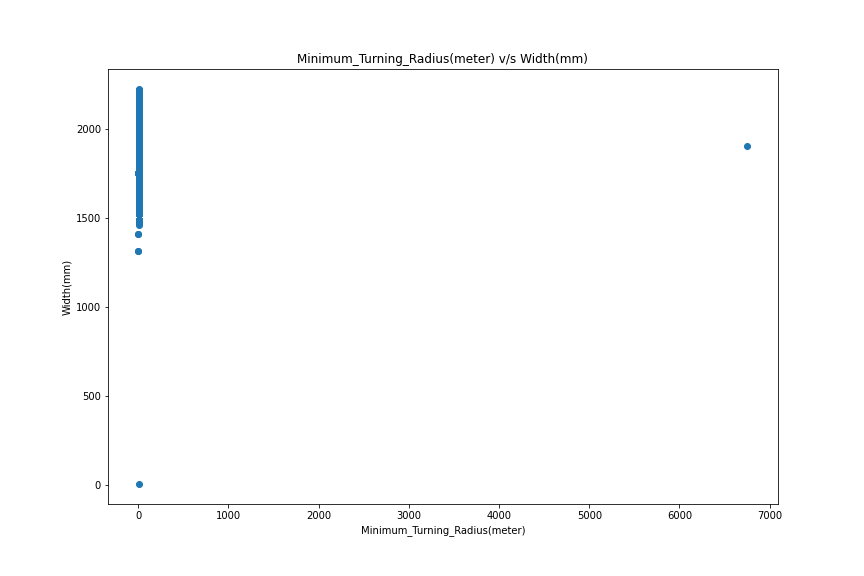 Minimum_Turning_Radius(meter) v/s Width(mm)
2000
1500
1000
500
0
Width(mm)
0 1000 2000 3000 4000 5000 6000 7000
Minimum_Turning_Radius(meter)